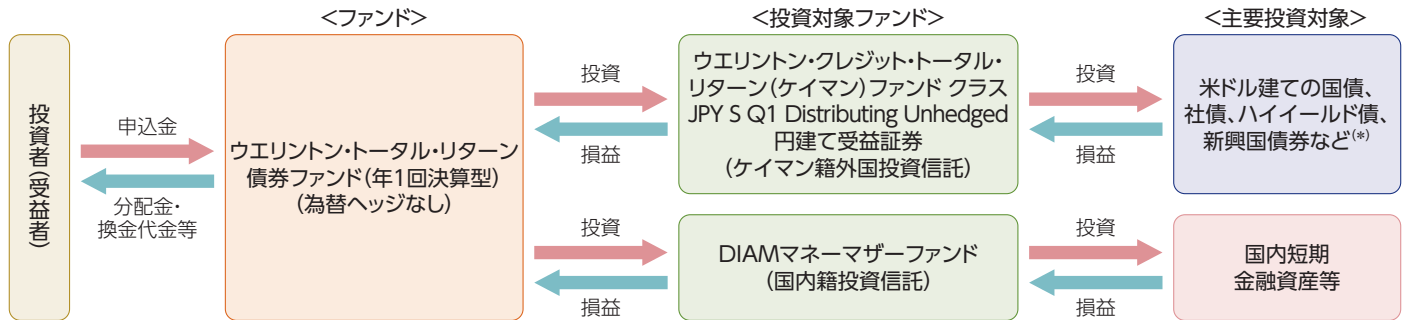 <ファンド>
<投資対象ファンド>
<主要投資対象>
投資者(受益者)
申込金
分配金・
換金代金等
ウエリントン・トータル・リターン
債券ファンド(年1回決算型)
(為替ヘッジなし)
投資
損益
ウエリントン・クレジット・トータル・
リターン(ケイマン)ファンド クラス
JPY S Q1 Distributing Unhedged
円建て受益証券
(ケイマン籍外国投資信託)
投資
損益
米ドル建ての国債、
社債、ハイイールド債、
新興国債券など(*)
投資
損益
DIAMマネーマザーファンド
(国内籍投資信託)
投資
損益
国内短期
金融資産等